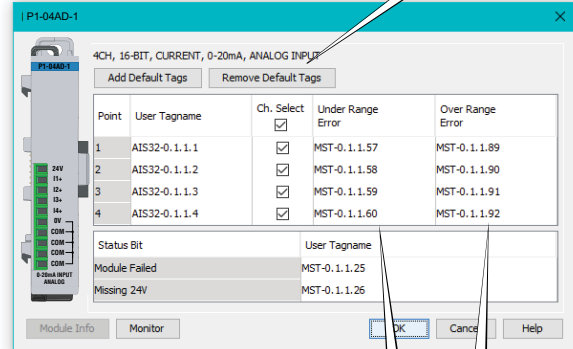 P1-04AD-1
P1-04AD-1
4CH, 16-BIT, CURRENT, 0-20mA, ANALOG INPUT
Add Default Tags Remove Default Tags
Point User Tagname Ch. Select Under Range Error Over Range Error
1 AIS32-0.1.1.1 MST-0.1.1.57 MST-0.1.1.89
2 AIS32-0.1.1.2 MST-0.1.1.58 MST-0.1.1.90
3 AIS32-0.1.1.3 MST-0.1.1.59 MST-0.1.1.91
4 AIS32-0.1.1.4 MST-0.1.1.60 MST-0.1.1.92
24V
I1+
I2+
I3+
I4+
0V
COM
COM
COM
COM
0-20mA INPUT
ANALOG
Status Bit User Tagname
Module Failed MST-0.1.1.25
Missing 24V MST-0.1.1.26
Module Info Monitor OK Cancel Help